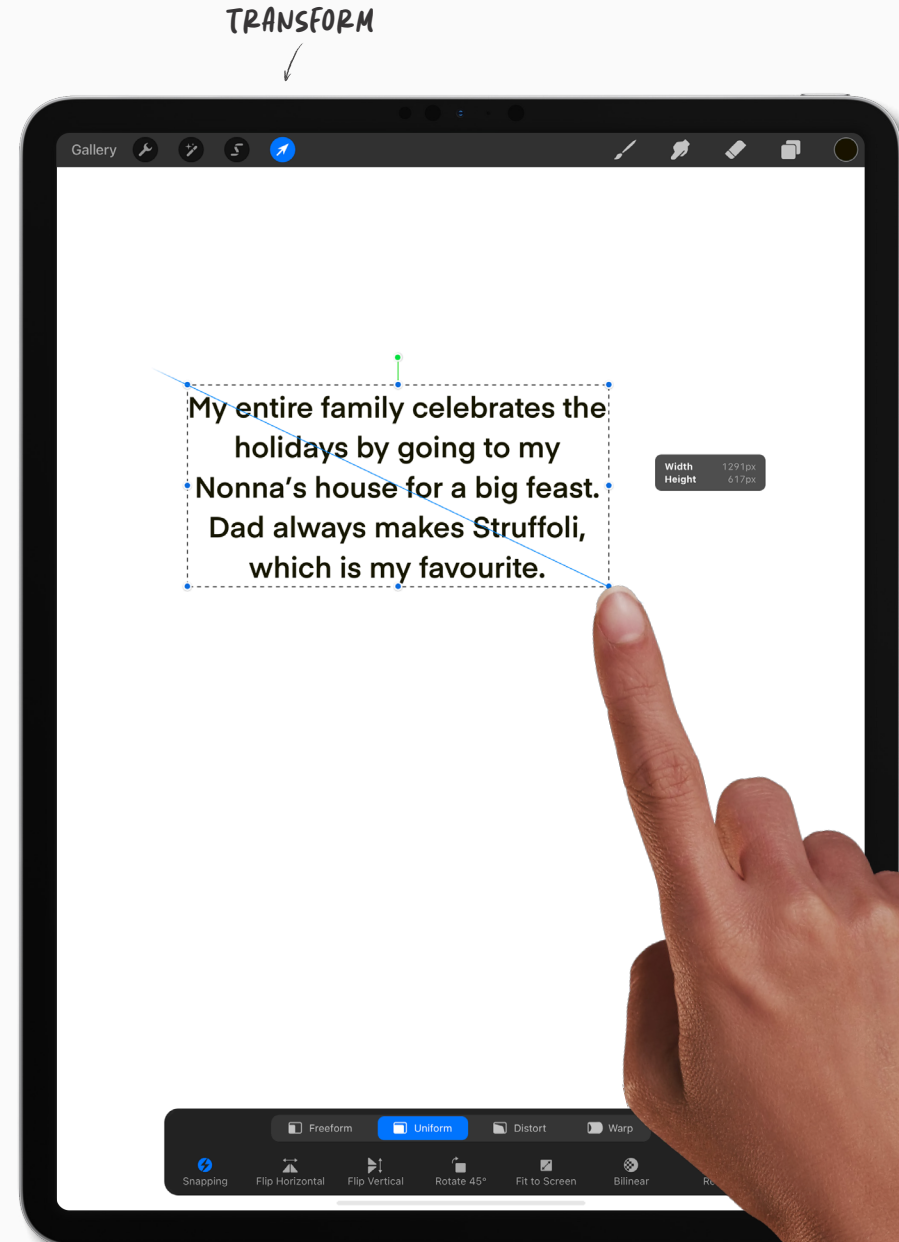 TRANSFORM
Gallery
My entire family celebrates the
holidays by going to my
Nonna's house for a big feast.
Dad always makes Struffoli,
which is my favourite.
Width 1291px
Height 617px
Freeform Uniform Distort Warp
Snapping Flip Horizontal Flip Vertical Rotate 45° Fit to Screen Bilinear